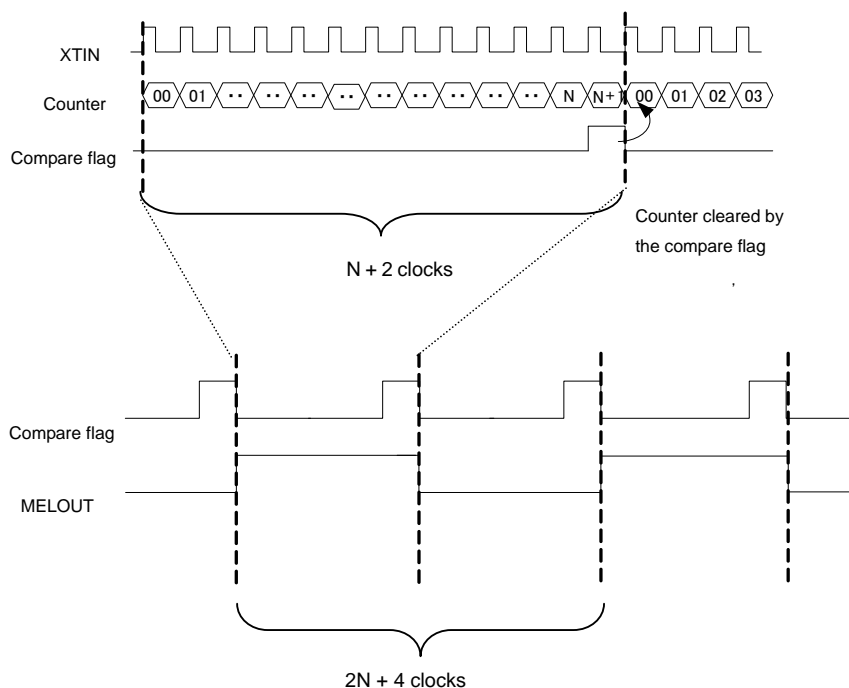 XTIN
Counter
00 01 ·· ·· ·· ·· ·· ·· ·· ·· ·· N N+1 00 01 02 03
Compare flag
Counter cleared by
the compare flag
,
N + 2 clocks
Compare flag
MELOUT
2N + 4 clocks